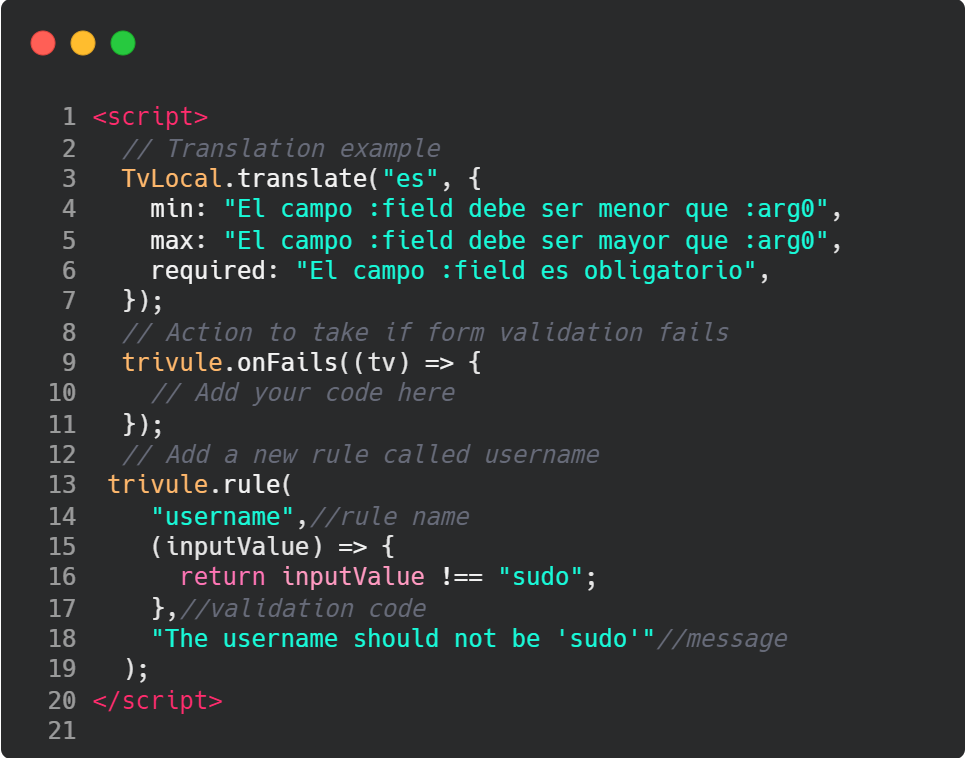 1 <script>
2   // Translation example
3   TvLocal.translate("es", {
4     min: "El campo :field debe ser menor que :arg0",
5     max: "El campo :field debe ser mayor que :arg0",
6     required: "El campo :field es obligatorio",
7   });
8   // Action to take if form validation fails
9   trivule.onFails((tv) => {
10     // Add your code here
11   });
12   // Add a new rule called username
13  trivule.rule(
14     "username",//rule name
15     (inputValue) => {
16       return inputValue !== "sudo";
17     },//validation code
18     "The username should not be 'sudo'"//message
19   );
20 </script>
21